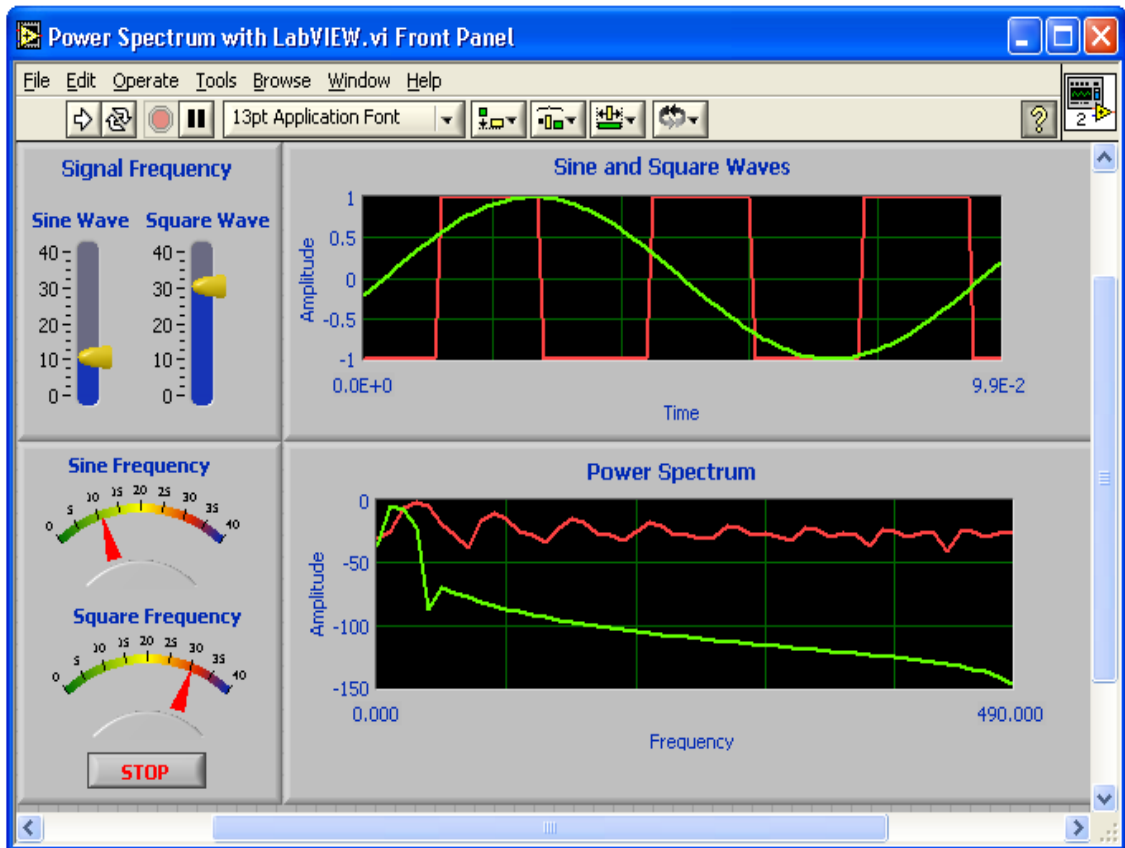 Power Spectrum with LabVIEW.vi Front Panel
File Edit Operate Tools Browse Window Help
13pt Application Font
?
2
Signal Frequency
Sine Wave Square Wave
40 40
30 30
20 20
10 10
0 0
Sine and Square Waves
Amplitude
1
0.5
0
-0.5
-1
0.0E+0 9.9E-2
Time
Sine Frequency
0 5 10 15 20 25 30 35 40
Square Frequency
0 5 10 15 20 25 30 35 40
STOP
Power Spectrum
Amplitude
0
-50
-100
-150
0.000 490.000
Frequency